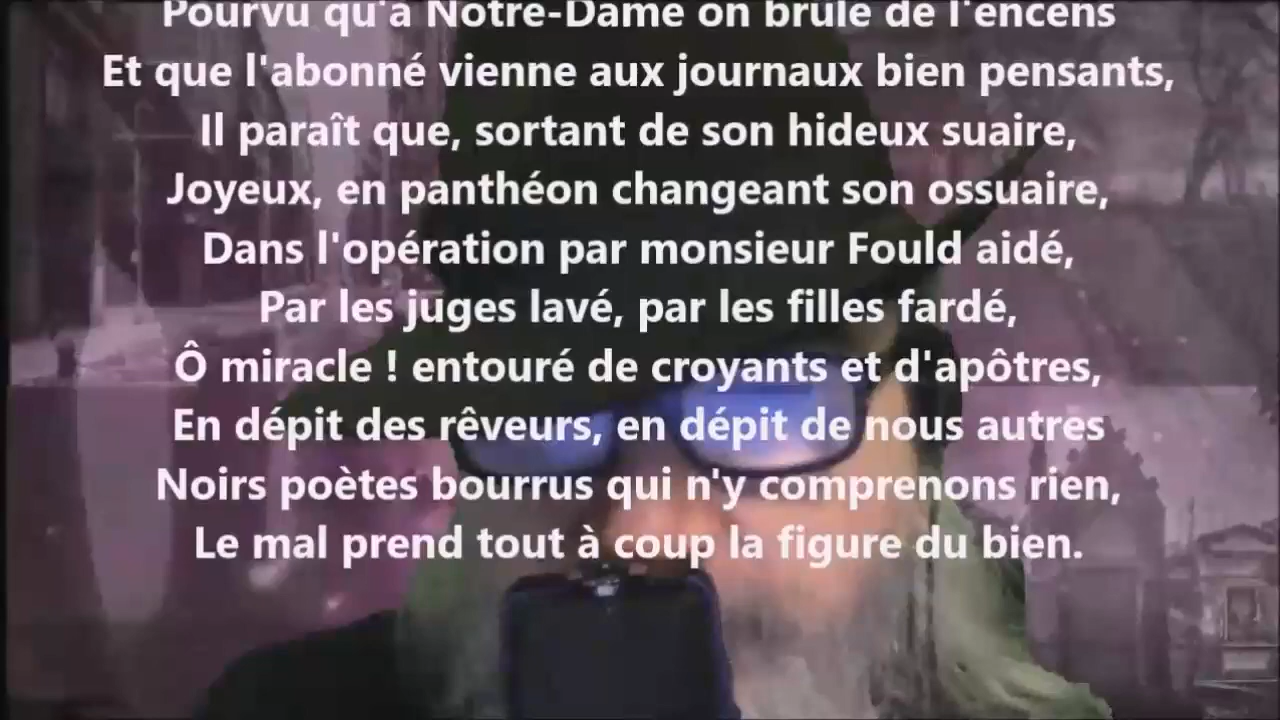 Pourvu qu'à Notre-Dame on brûle de l'encens
Et que l'abonné vienne aux journaux bien pensants,
Il paraît que, sortant de son hideux suaire,
Joyeux, en panthéon changeant son ossuaire,
Dans l'opération par monsieur Fould aidé,
Par les juges lavé, par les filles fardé,
Ô miracle ! entouré de croyants et d'apôtres,
En dépit des rêveurs, en dépit de nous autres
Noirs poètes bourrus qui n'y comprenons rien,
Le mal prend tout à coup la figure du bien.